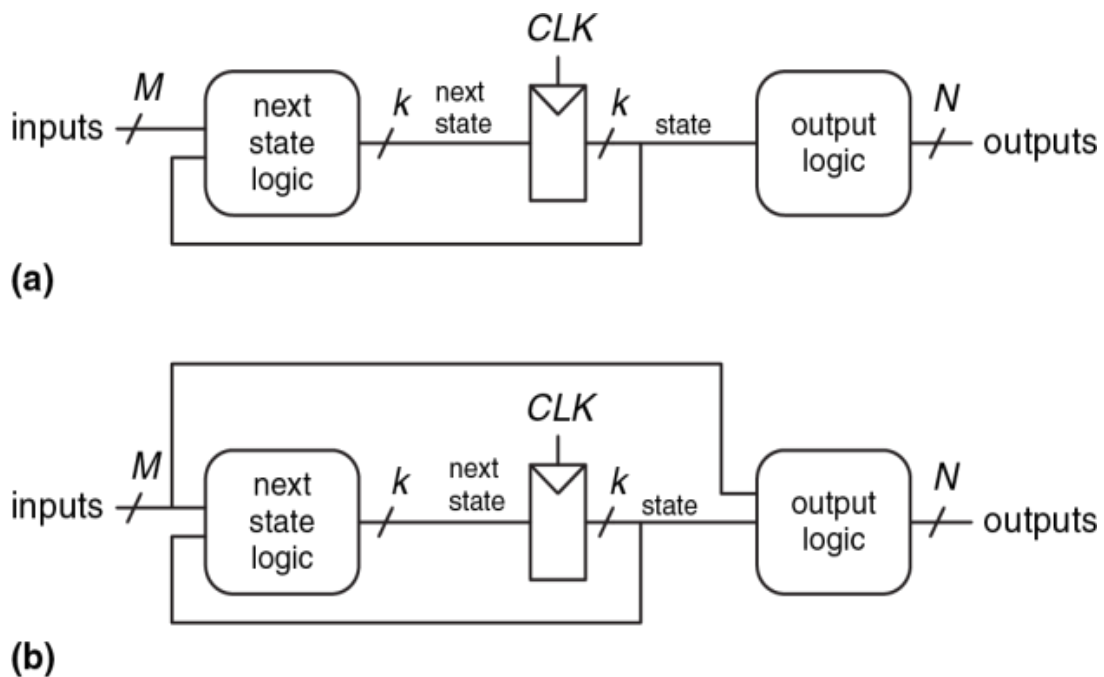 CLK
M
next
k
next
k
N
inputs
state
state
state
output
outputs
logic
logic
(a)
CLK
M
next
k
next
k
N
inputs
state
state
state
output
outputs
logic
logic
(b)